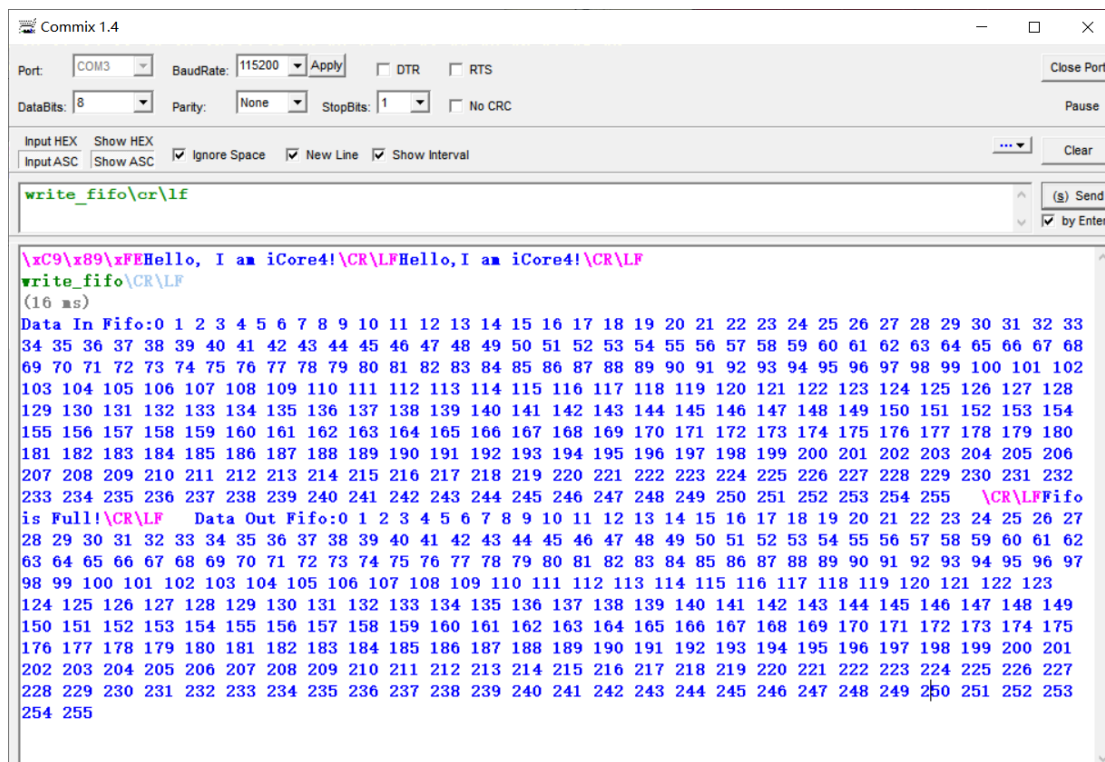 Commix 1.4
Port: COM3 BaudRate: 115200 Apply DTR RTS Close Port
DataBits: 8 Parity: None StopBits: 1 No CRC Pause
Input HEX Show HEX
Input ASC Show ASC Ignore Space New Line Show Interval ... Clear
write_fifo\cr\lf (s) Send
by Enter
\xC9\x89\xFEHello, I am iCore4!\CR\LFHello,I am iCore4!\CR\LF
write_fifo\CR\LF
(16 ms)
Data In Fifo:0 1 2 3 4 5 6 7 8 9 10 11 12 13 14 15 16 17 18 19 20 21 22 23 24 25 26 27 28 29 30 31 32 33
34 35 36 37 38 39 40 41 42 43 44 45 46 47 48 49 50 51 52 53 54 55 56 57 58 59 60 61 62 63 64 65 66 67 68
69 70 71 72 73 74 75 76 77 78 79 80 81 82 83 84 85 86 87 88 89 90 91 92 93 94 95 96 97 98 99 100 101 102
103 104 105 106 107 108 109 110 111 112 113 114 115 116 117 118 119 120 121 122 123 124 125 126 127 128
129 130 131 132 133 134 135 136 137 138 139 140 141 142 143 144 145 146 147 148 149 150 151 152 153 154
155 156 157 158 159 160 161 162 163 164 165 166 167 168 169 170 171 172 173 174 175 176 177 178 179 180
181 182 183 184 185 186 187 188 189 190 191 192 193 194 195 196 197 198 199 200 201 202 203 204 205 206
207 208 209 210 211 212 213 214 215 216 217 218 219 220 221 222 223 224 225 226 227 228 229 230 231 232
233 234 235 236 237 238 239 240 241 242 243 244 245 246 247 248 249 250 251 252 253 254 255 \CR\LFFifo
is Full!\CR\LF Data Out Fifo:0 1 2 3 4 5 6 7 8 9 10 11 12 13 14 15 16 17 18 19 20 21 22 23 24 25 26 27
28 29 30 31 32 33 34 35 36 37 38 39 40 41 42 43 44 45 46 47 48 49 50 51 52 53 54 55 56 57 58 59 60 61 62
63 64 65 66 67 68 69 70 71 72 73 74 75 76 77 78 79 80 81 82 83 84 85 86 87 88 89 90 91 92 93 94 95 96 97
98 99 100 101 102 103 104 105 106 107 108 109 110 111 112 113 114 115 116 117 118 119 120 121 122 123
124 125 126 127 128 129 130 131 132 133 134 135 136 137 138 139 140 141 142 143 144 145 146 147 148 149
150 151 152 153 154 155 156 157 158 159 160 161 162 163 164 165 166 167 168 169 170 171 172 173 174 175
176 177 178 179 180 181 182 183 184 185 186 187 188 189 190 191 192 193 194 195 196 197 198 199 200 201
202 203 204 205 206 207 208 209 210 211 212 213 214 215 216 217 218 219 220 221 222 223 224 225 226 227
228 229 230 231 232 233 234 235 236 237 238 239 240 241 242 243 244 245 246 247 248 249 250 251 252 253
254 255